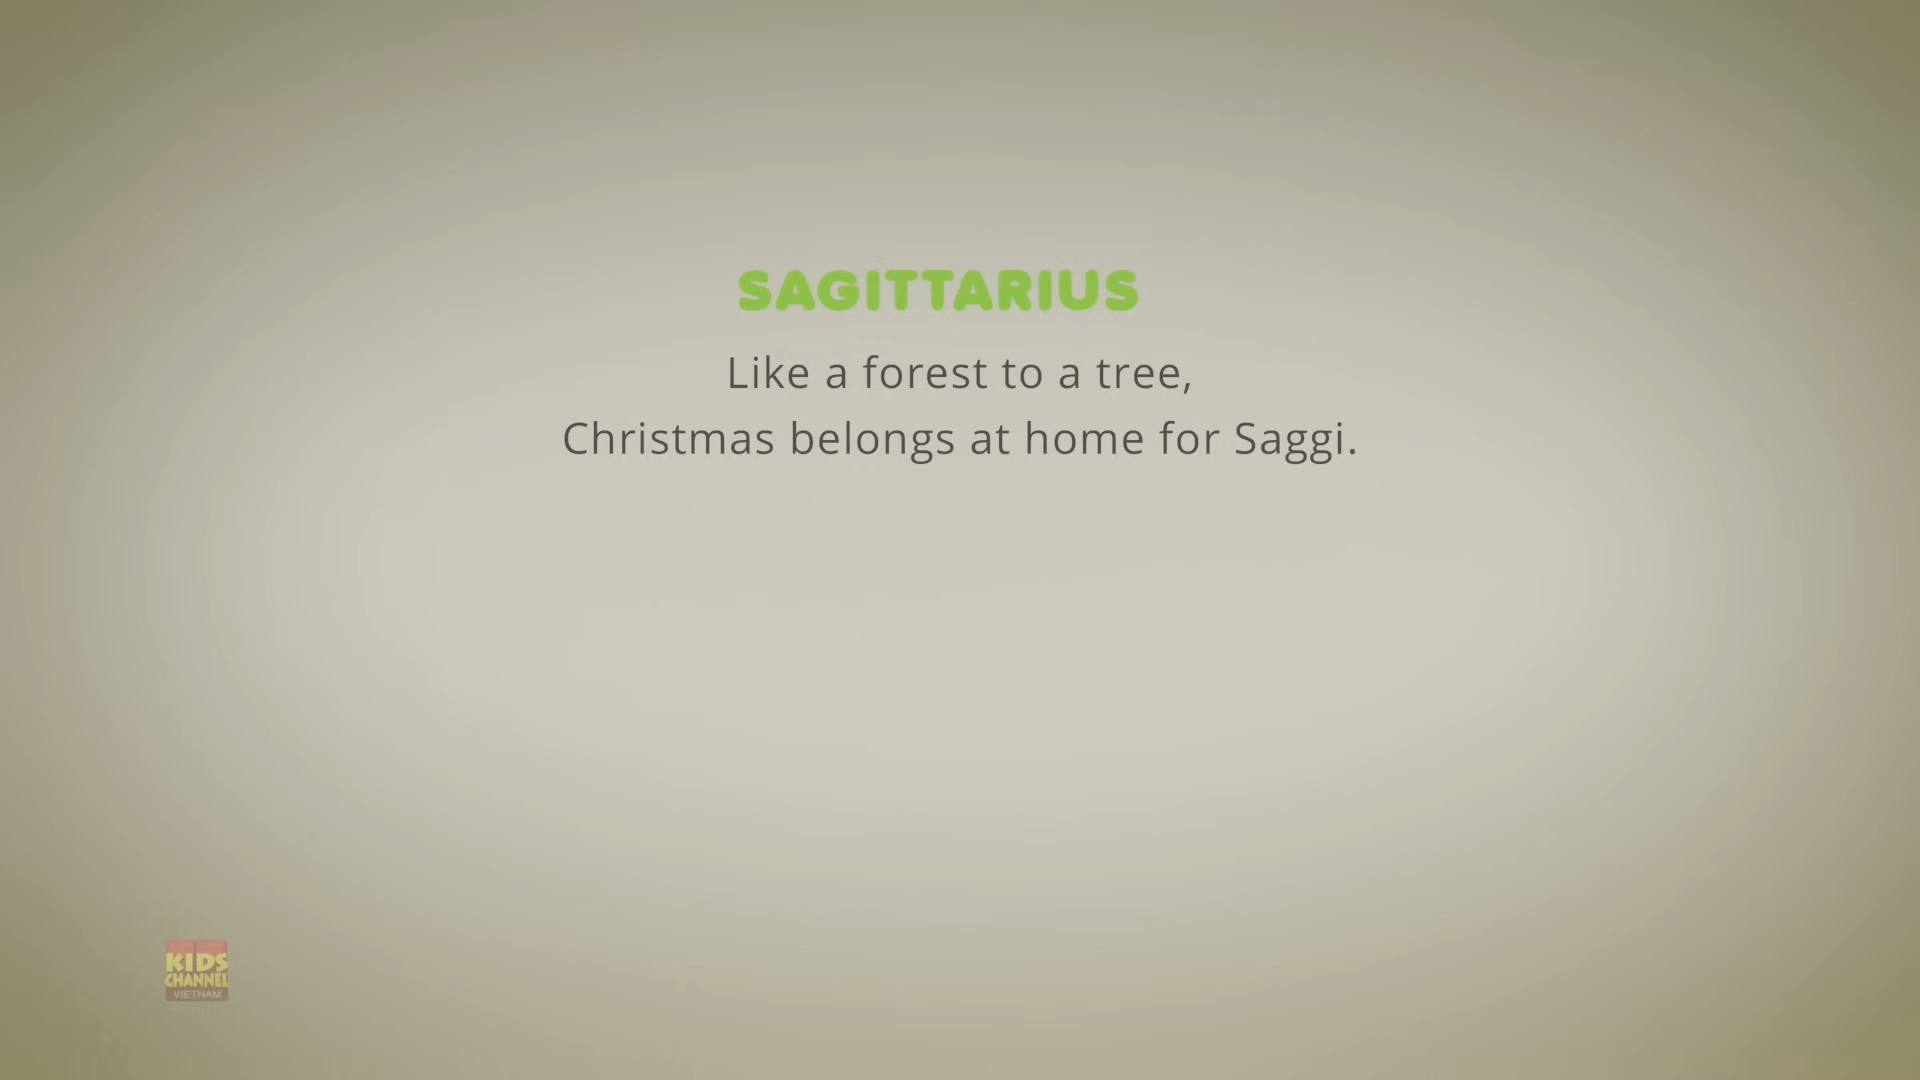 SAGITTARIUS
Like a forest to a tree,
Christmas belongs at home for Saggi.
KIDS
CHANNEL
VIETNAM